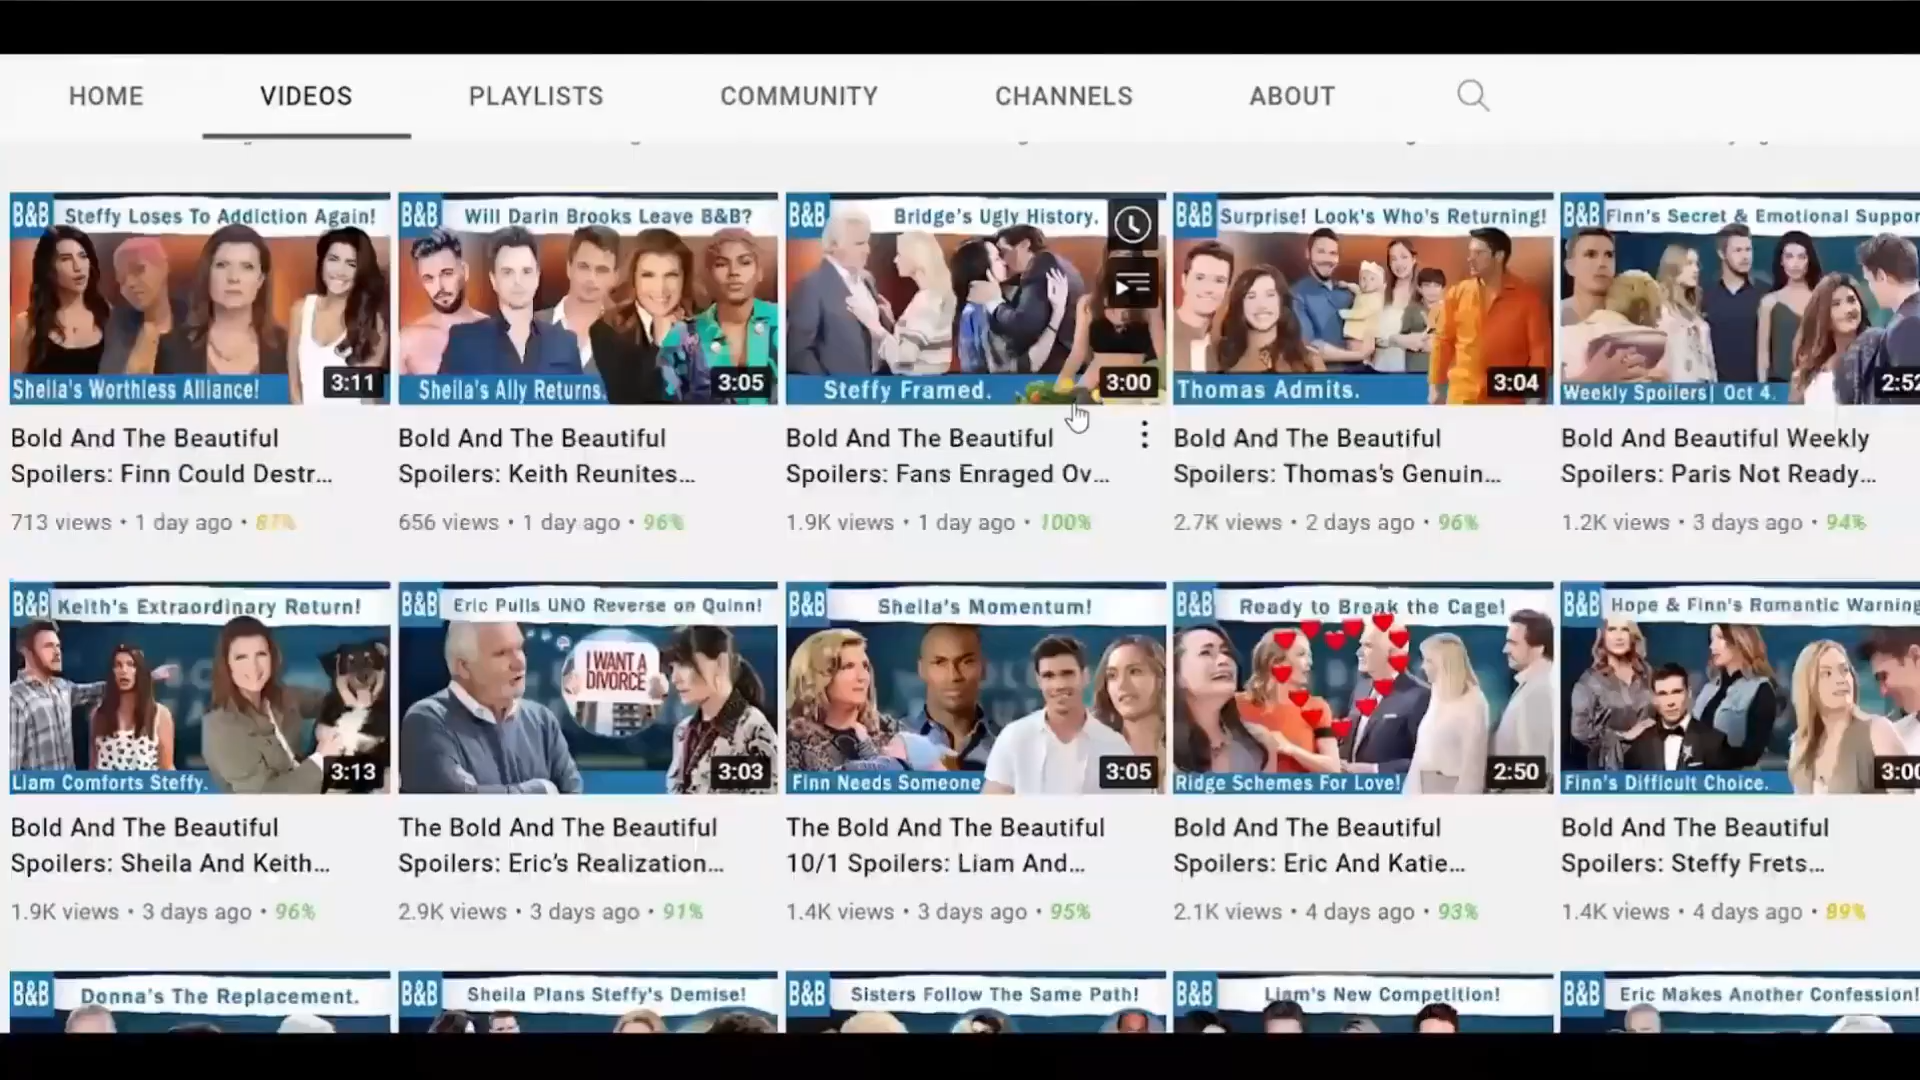 HOME VIDEOS PLAYLISTS COMMUNITY CHANNELS ABOUT
B&B Steffy Loses To Addiction Again!
Sheila's Worthless Alliance!
3:11
Bold And The Beautiful
Spoilers: Finn Could Destr...
713 views • 1 day ago • 87%
B&B Will Darin Brooks Leave B&B?
Sheila's Ally Returns.
3:05
Bold And The Beautiful
Spoilers: Keith Reunites...
656 views • 1 day ago • 96%
B&B Bridge's Ugly History.
Steffy Framed.
3:00
Bold And The Beautiful
Spoilers: Fans Enraged Ov...
1.9K views • 1 day ago • 100%
B&B Surprise! Look's Who's Returning!
Thomas Admits.
3:04
Bold And The Beautiful
Spoilers: Thomas's Genuin...
2.7K views • 2 days ago • 96%
B&B Finn's Secret & Emotional Suppor
Weekly Spoilers| Oct 4.
2:52
Bold And Beautiful Weekly
Spoilers: Paris Not Ready...
1.2K views • 3 days ago • 94%
B&B Keith's Extraordinary Return!
Liam Comforts Steffy.
3:13
Bold And The Beautiful
Spoilers: Sheila And Keith...
1.9K views • 3 days ago • 96%
B&B Eric Pulls UNO Reverse on Quinn!
I WANT A
DIVORCE
3:03
The Bold And The Beautiful
Spoilers: Eric's Realization...
2.9K views • 3 days ago • 91%
B&B Sheila's Momentum!
Finn Needs Someone
3:05
The Bold And The Beautiful
10/1 Spoilers: Liam And...
1.4K views • 3 days ago • 95%
B&B Ready to Break the Cage!
Ridge Schemes For Love!
2:50
Bold And The Beautiful
Spoilers: Eric And Katie...
2.1K views • 4 days ago • 93%
B&B Hope & Finn's Romantic Warning
Finn's Difficult Choice.
3:00
Bold And The Beautiful
Spoilers: Steffy Frets...
1.4K views • 4 days ago • 89%
B&B Donna's The Replacement.
B&B Sheila Plans Steffy's Demise!
B&B Sisters Follow The Same Path!
B&B Liam's New Competition!
B&B Eric Makes Another Confession!